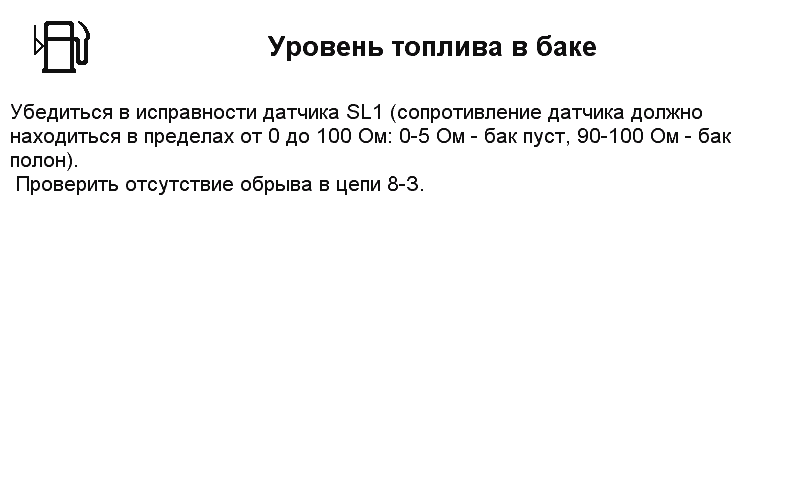 Уровень топлива в баке
Убедиться в исправности датчика SL1 (сопротивление датчика должно
находиться в пределах от 0 до 100 Ом: 0-5 Ом - бак пуст, 90-100 Ом - бак
полон).
Проверить отсутствие обрыва в цепи 8-3.